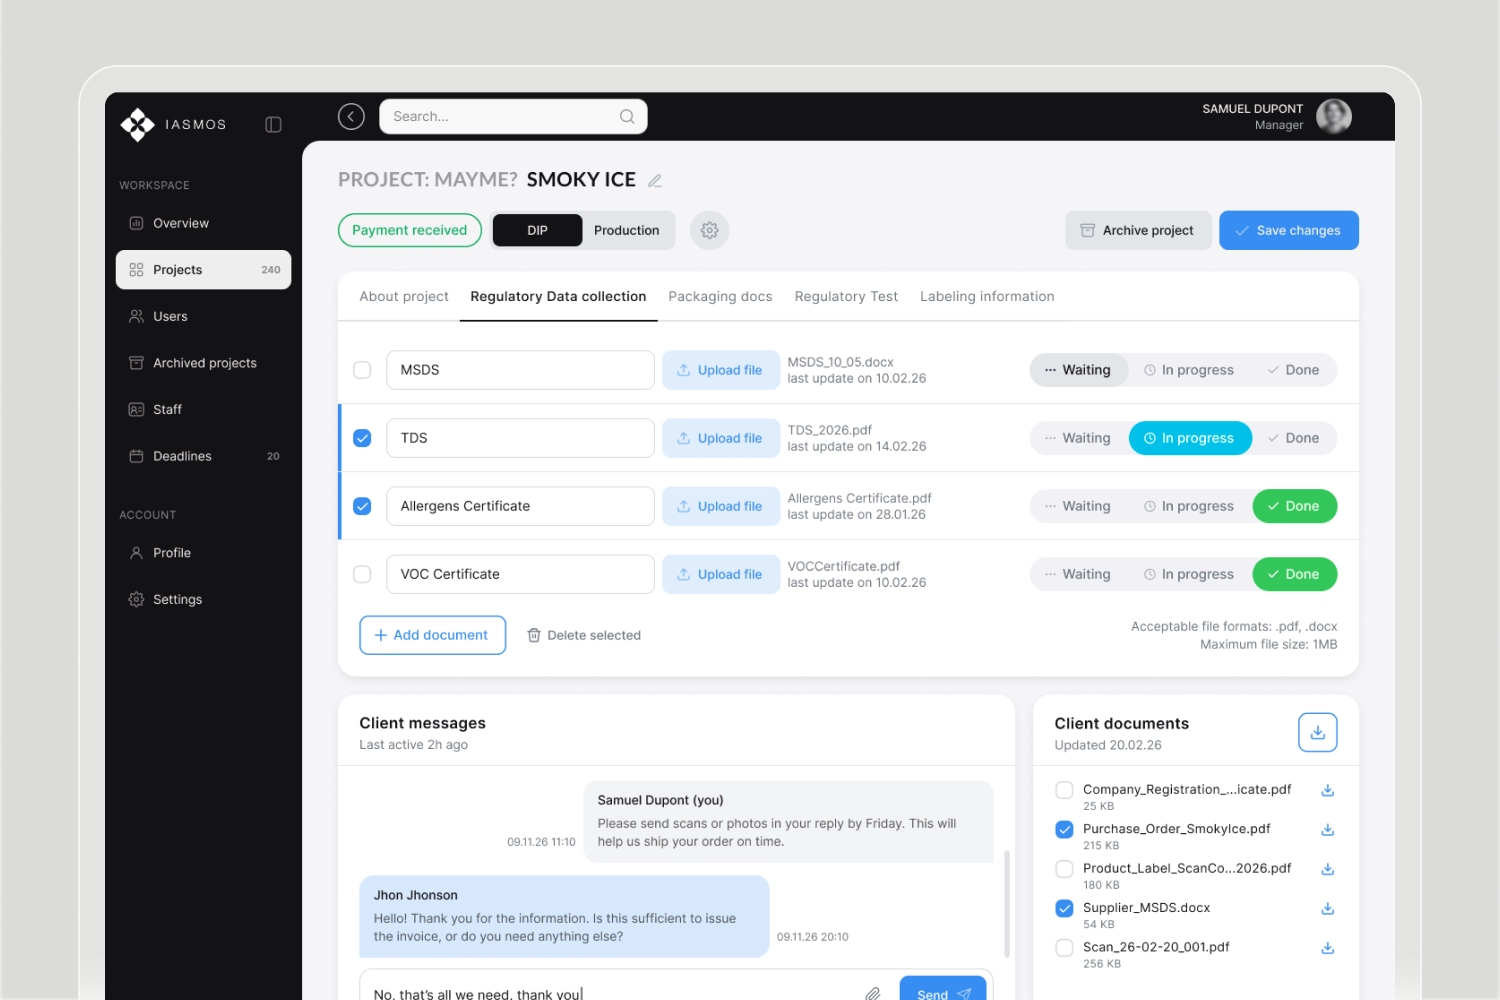 IASMOS
Search...
SAMUEL DUPONT
Manager
WORKSPACE
Overview
Projects 240
Users
Archived projects
Staff
Deadlines 20
ACCOUNT
Profile
Settings
PROJECT: MAYME? SMOKY ICE
Payment received DIP Production Archive project Save changes
About project Regulatory Data collection Packaging docs Regulatory Test Labeling information
MSDS Upload file MSDS_10_05.docx Waiting In progress Done
last update on 10.02.26
TDS Upload file TDS_2026.pdf Waiting In progress Done
last update on 14.02.26
Allergens Certificate Upload file Allergens Certificate.pdf Waiting In progress Done
last update on 28.01.26
VOC Certificate Upload file VOCCertificate.pdf Waiting In progress Done
last update on 10.02.26
Add document Delete selected
Acceptable file formats: .pdf, .docx
Maximum file size: 1MB
Client messages
Last active 2h ago
Samuel Dupont (you)
Please send scans or photos in your reply by Friday. This will
help us ship your order on time.
09.11.26 11:10
Jhon Jhonson
Hello! Thank you for the information. Is this sufficient to issue
the invoice, or do you need anything else?
09.11.26 20:10
No, that's all we need, thank you
Send
Client documents
Updated 20.02.26
Company_Registration_...icate.pdf
25 KB
Purchase_Order_SmokyIce.pdf
215 KB
Product_Label_ScanCo...2026.pdf
180 KB
Supplier_MSDS.docx
54 KB
Scan_26-02-20_001.pdf
256 KB